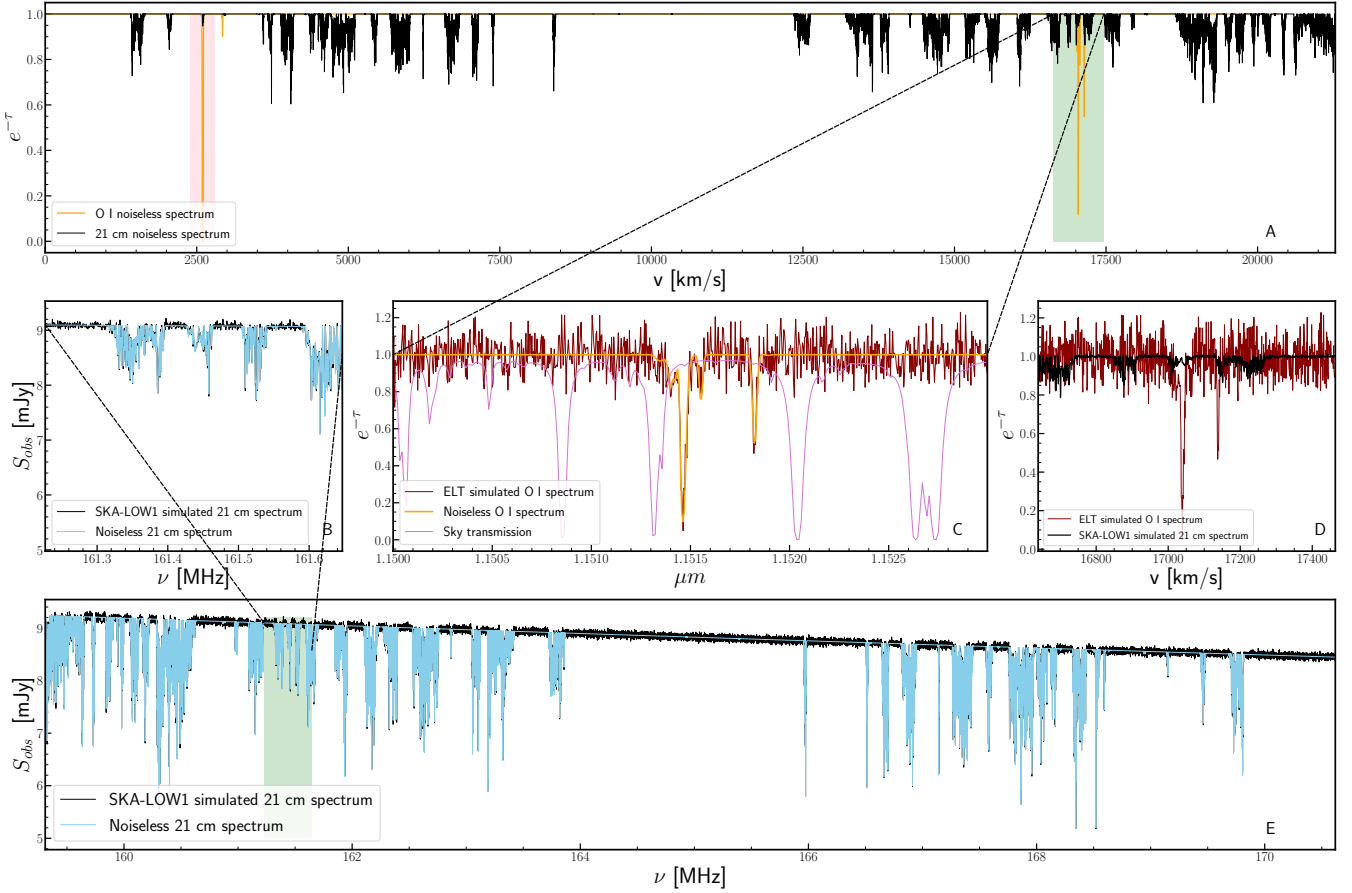 1.0
0.8
0.6
0.4
0.2
0.0
e^{-τ}
O I noiseless spectrum
21 cm noiseless spectrum
A
0 2500 5000 7500 10000 12500 15000 17500 20000
v [km/s]
9
8
7
6
5
S_{obs} [mJy]
SKA-LOW1 simulated 21 cm spectrum
Noiseless 21 cm spectrum
B
161.3 161.4 161.5 161.6
ν [MHz]
1.2
1.0
0.8
0.6
0.4
0.2
0.0
e^{-τ}
ELT simulated O I spectrum
Noiseless O I spectrum
Sky transmission
C
1.1500 1.1505 1.1510 1.1515 1.1520 1.1525
μm
1.2
1.0
0.8
0.6
0.4
0.2
0.0
e^{-τ}
ELT simulated O I spectrum
SKA-LOW1 simulated 21 cm spectrum
D
16800 17000 17200 17400
v [km/s]
9
8
7
6
5
S_{obs} [mJy]
SKA-LOW1 simulated 21 cm spectrum
Noiseless 21 cm spectrum
E
160 162 164 166 168 170
ν [MHz]